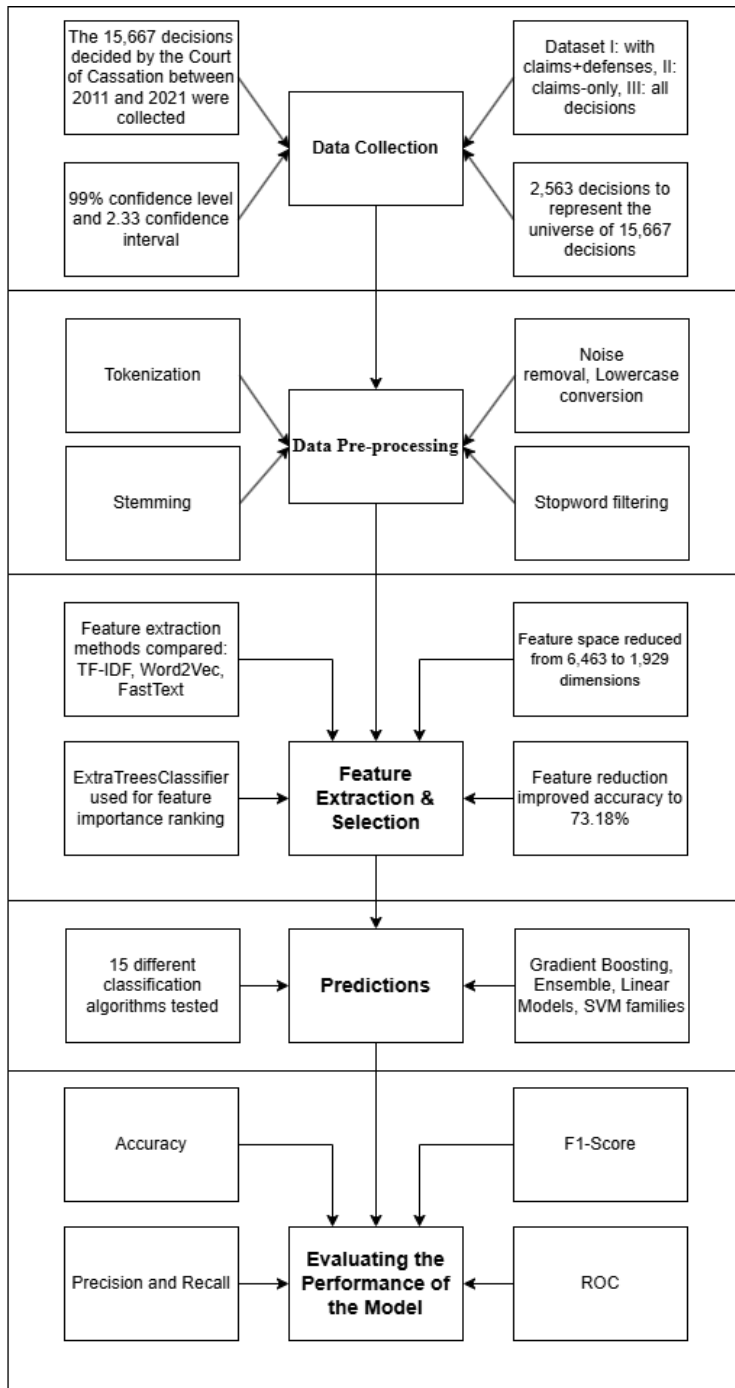 The 15,667 decisions
decided by the Court
of Cassation between
2011 and 2021 were
collected
Dataset I: with
claims+defenses, II:
claims-only, III: all
decisions
Data Collection
99% confidence level
and 2.33 confidence
interval
2,563 decisions to
represent the
universe of 15,667
decisions
Tokenization
Noise
removal, Lowercase
conversion
Data Pre-processing
Stemming
Stopword filtering
Feature extraction
methods compared:
TF-IDF, Word2Vec,
FastText
Feature space reduced
from 6,463 to 1,929
dimensions
ExtraTreesClassifier
used for feature
importance ranking
Feature
Extraction &
Selection
Feature reduction
improved accuracy to
73.18%
15 different
classification
algorithms tested
Predictions
Gradient Boosting,
Ensemble, Linear
Models, SVM families
Accuracy
F1-Score
Precision and Recall
Evaluating the
Performance of
the Model
ROC